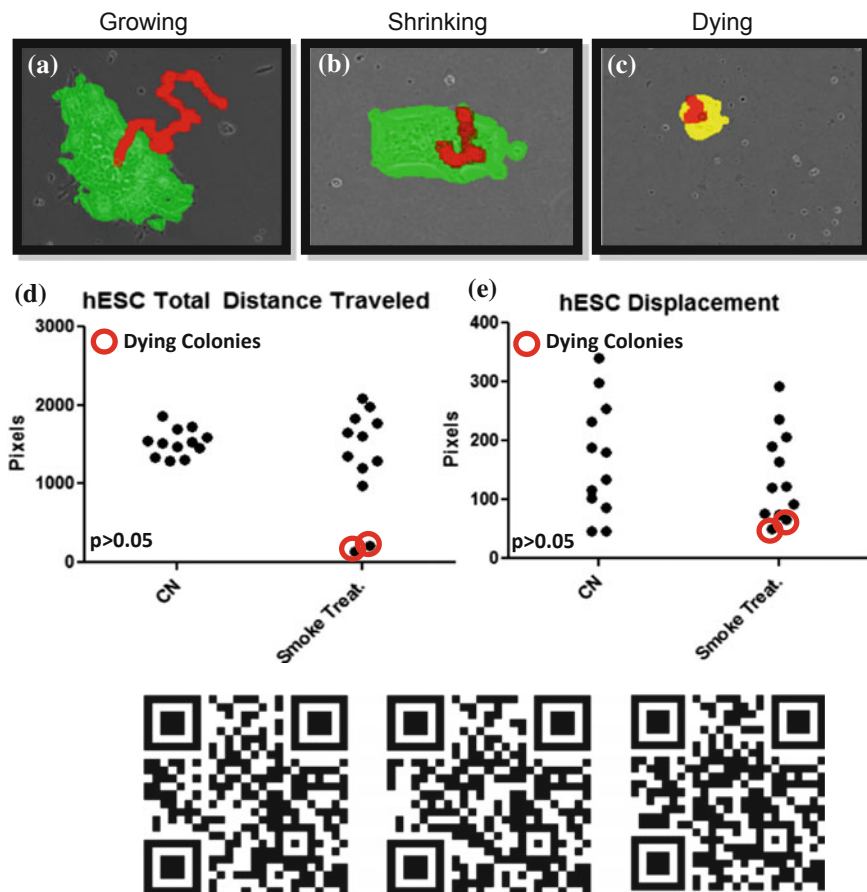 Growing Shrinking Dying
(a) (b) (c)
(d) hESC Total Distance Traveled
3000
2000
1000
0
Pixels
Dying Colonies
p>0.05
CN
Smoke Treat.
(e) hESC Displacement
400
300
200
100
0
Pixels
Dying Colonies
p>0.05
CN
Smoke Treat.